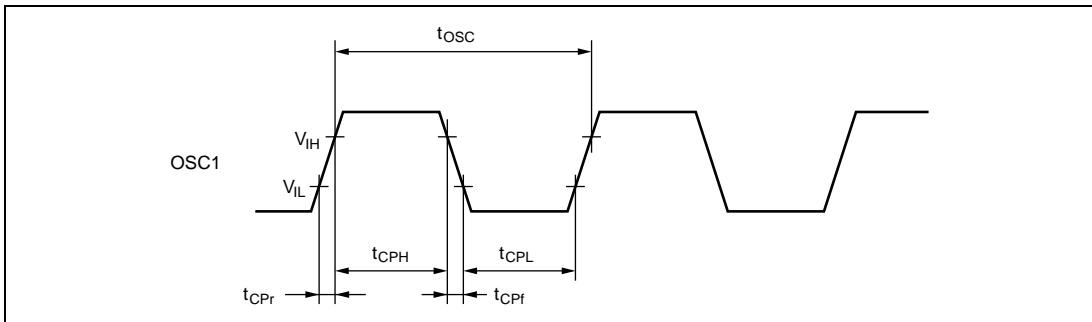 tOSC
VIH
OSC1
VIL
tCPH
tCPL
tCPr
tCPf